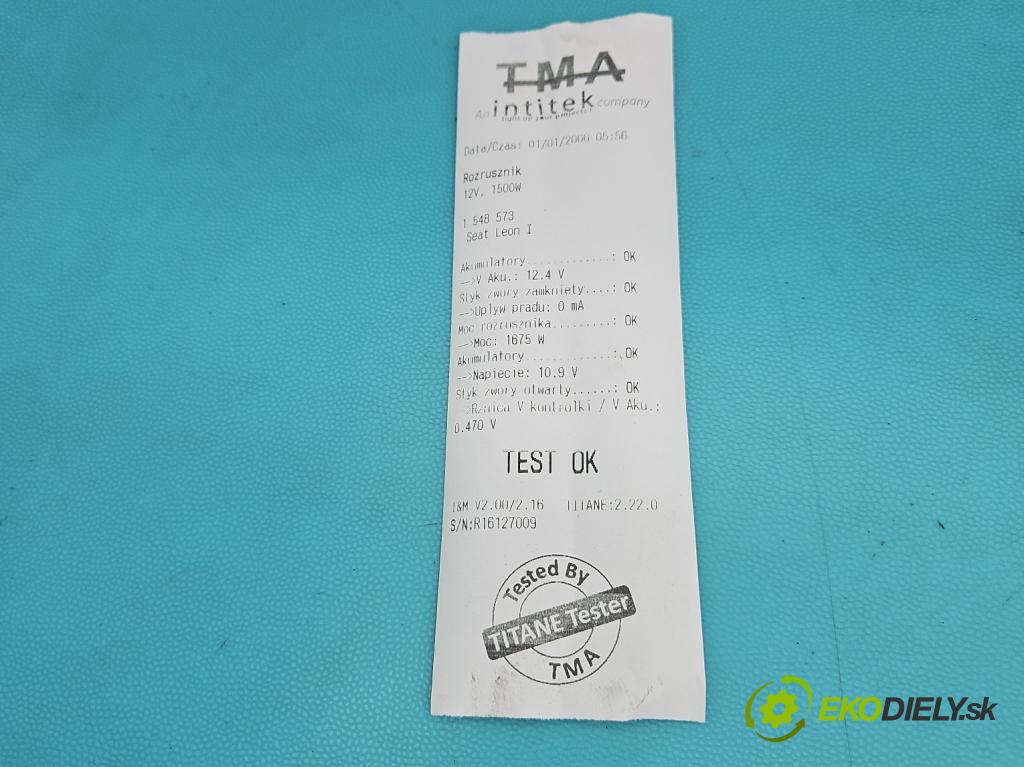 TMA
An intitek company
light up your projects!
Data/Czas: 01/01/2000 05:56
Rozrusznik
12V, 1500W
1 548 573
Seat Leon I
Akumulatory............: OK
-->V Aku.: 12.4 V
Styk zwory zamkniety....: OK
-->Uplyw pradu: 0 mA
Moc rozrusznika.........: OK
-->Moc: 1675 W
Akumulatory............: OK
-->Napiecie: 10.9 V
Styk zwory otwarty......: OK
-->Rznica V kontrolki / V Aku.:
0.470 V
TEST OK
T&M V2.00/2.16 TITANE:2.22.0
S/N:R16127009
Tested By
TITANE Tester
TMA
EKODIELY.sk